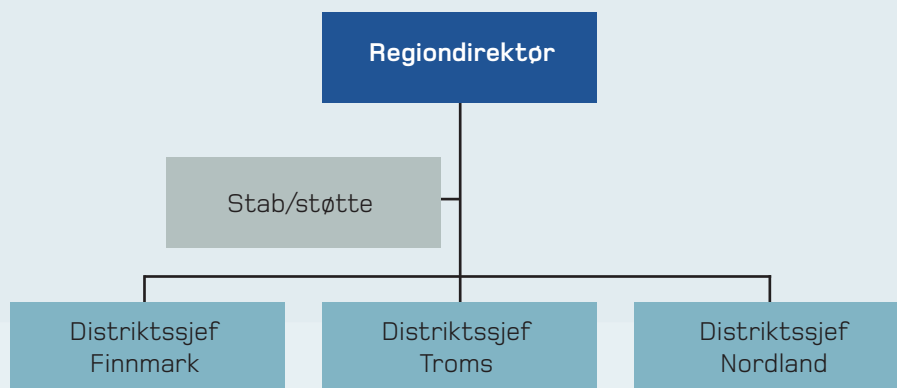 Regiondirektør
Stab/støtte
Distriktssjef
Finnmark
Distriktssjef
Troms
Distriktssjef
Nordland